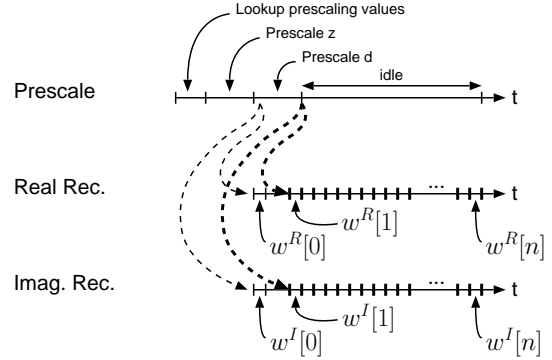 Lookup prescaling values
Prescale z
Prescale d
idle
Prescale
t
Real Rec.
...
t
w^R[0]
w^R[1]
w^R[n]
Imag. Rec.
...
t
w^I[0]
w^I[1]
w^I[n]